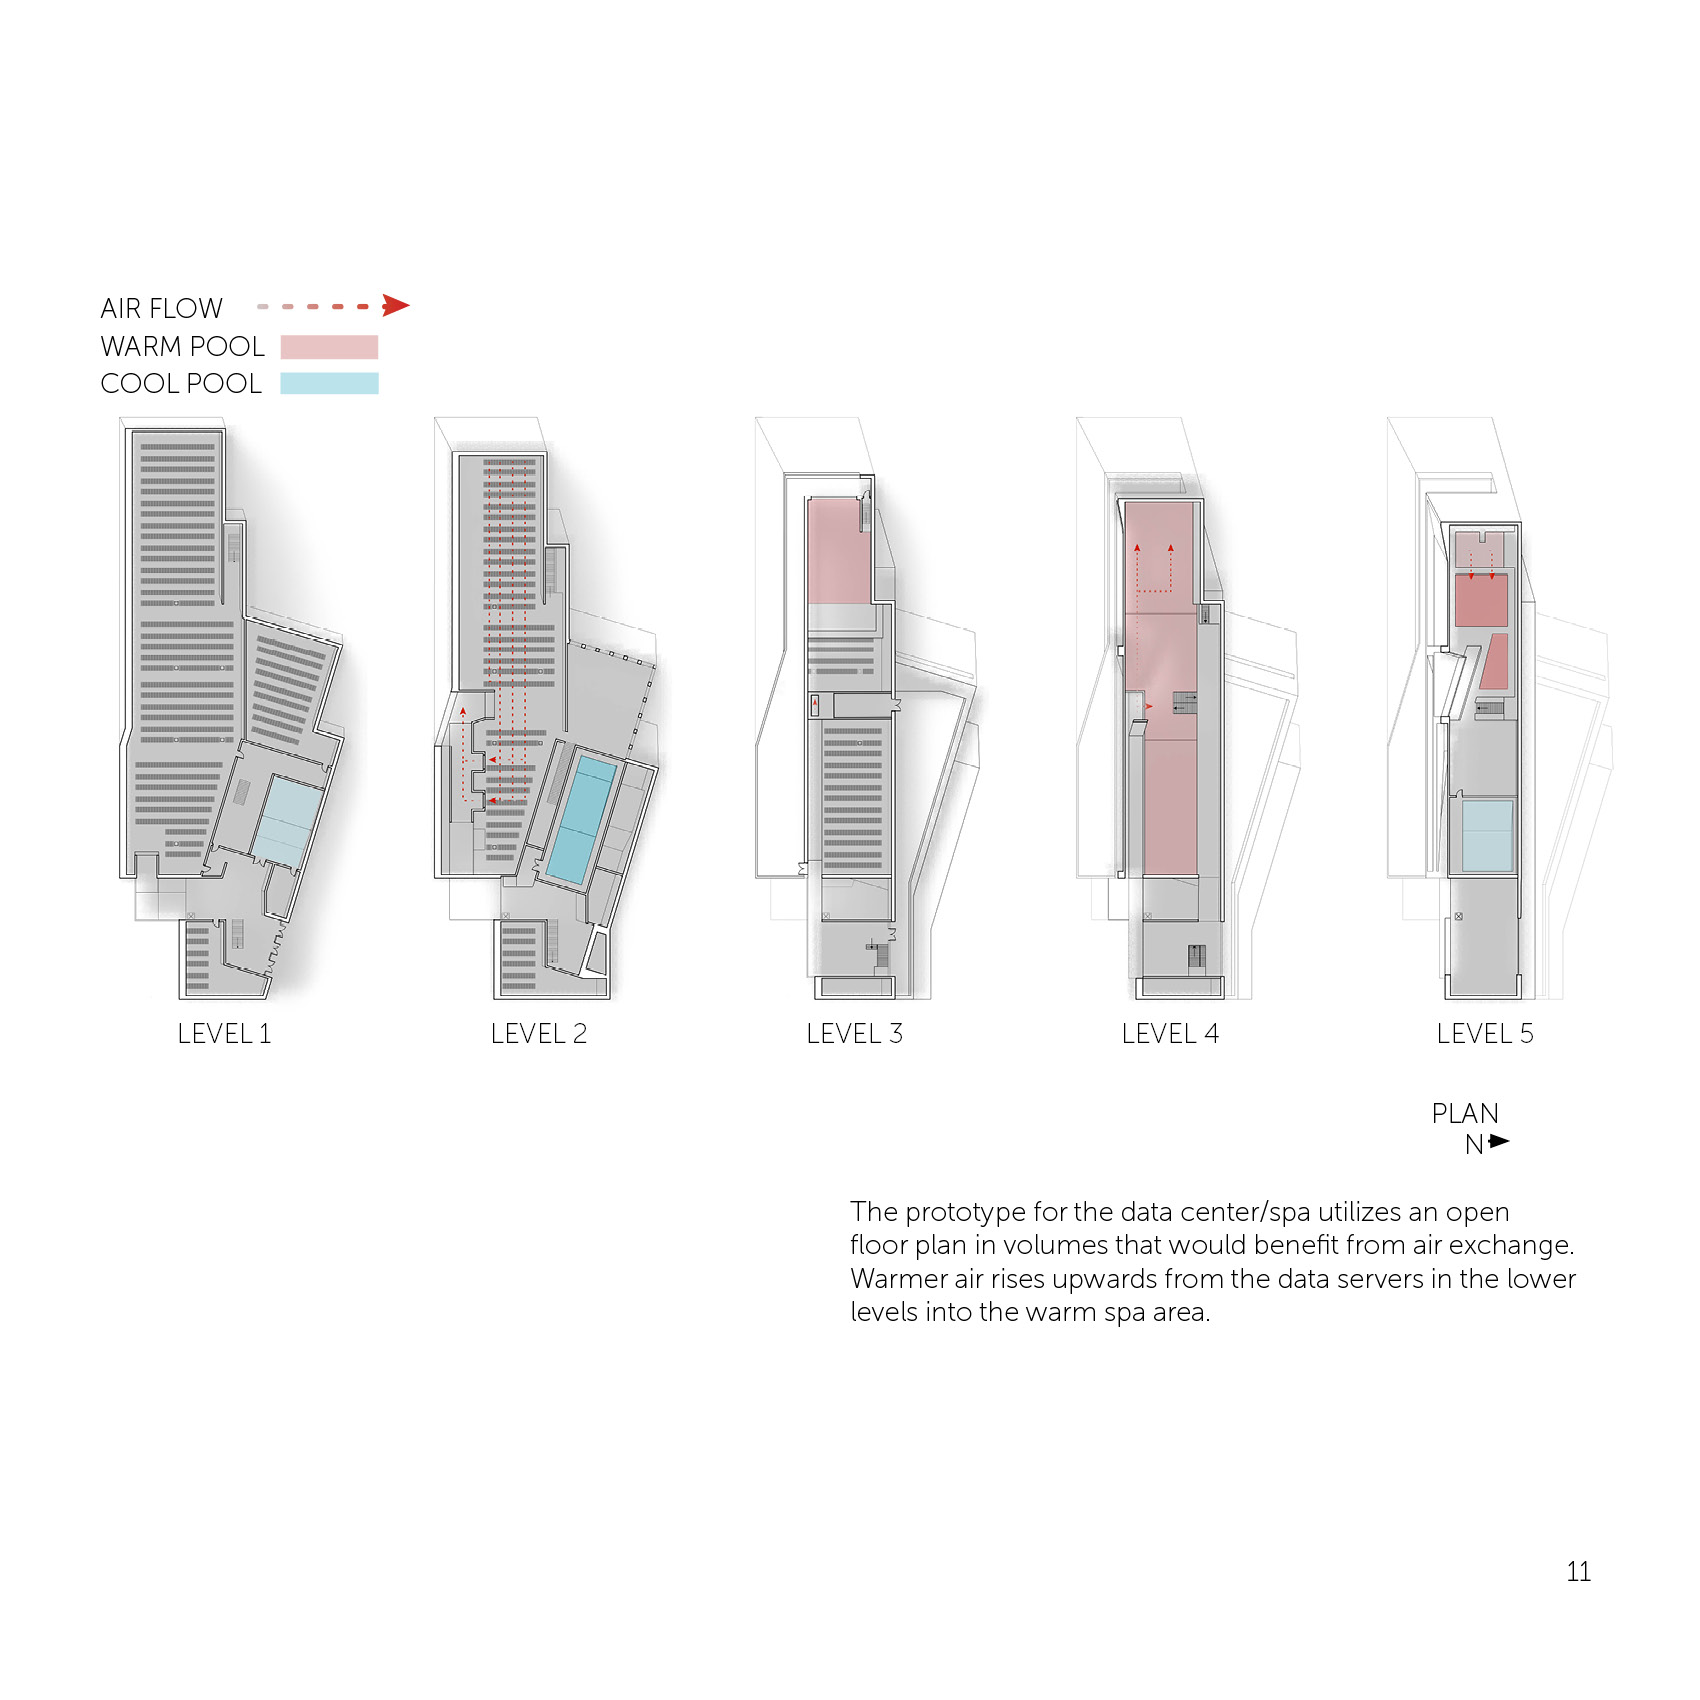 AIR FLOW
WARM POOL
COOL POOL
LEVEL 1
LEVEL 2
LEVEL 3
LEVEL 4
LEVEL 5
PLAN
N
The prototype for the data center/spa utilizes an open
floor plan in volumes that would benefit from air exchange.
Warmer air rises upwards from the data servers in the lower
levels into the warm spa area.
11